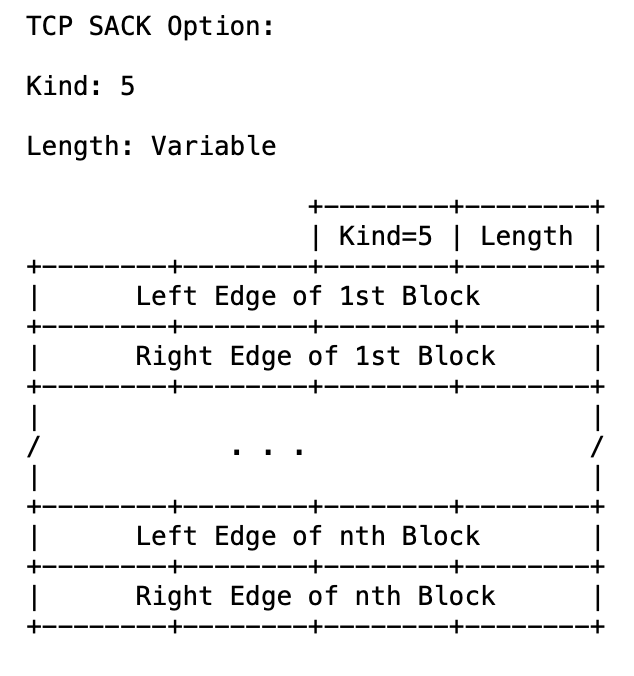 TCP SACK Option:
Kind: 5
Length: Variable
                  +--------+--------+
                  | Kind=5 | Length |
+--------+--------+--------+--------+
|      Left Edge of 1st Block       |
+--------+--------+--------+--------+
|      Right Edge of 1st Block      |
+--------+--------+--------+--------+
|                                   |
/            . . .                  /
|                                   |
+--------+--------+--------+--------+
|      Left Edge of nth Block       |
+--------+--------+--------+--------+
|      Right Edge of nth Block      |
+--------+--------+--------+--------+